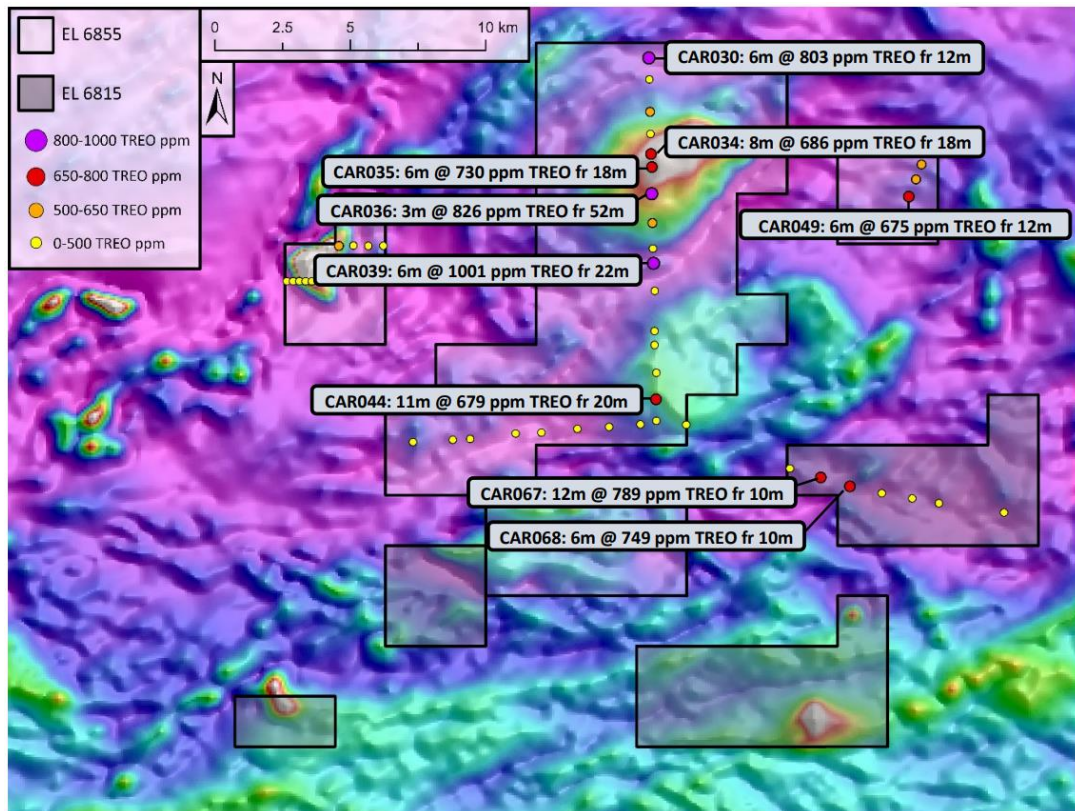 EL 6855
EL 6815
800-1000 TREO ppm
650-800 TREO ppm
500-650 TREO ppm
0-500 TREO ppm
0 2.5 5 10 km
N
CAR030: 6m @ 803 ppm TREO fr 12m
CAR034: 8m @ 686 ppm TREO fr 18m
CAR035: 6m @ 730 ppm TREO fr 18m
CAR036: 3m @ 826 ppm TREO fr 52m
CAR049: 6m @ 675 ppm TREO fr 12m
CAR039: 6m @ 1001 ppm TREO fr 22m
CAR044: 11m @ 679 ppm TREO fr 20m
CAR067: 12m @ 789 ppm TREO fr 10m
CAR068: 6m @ 749 ppm TREO fr 10m